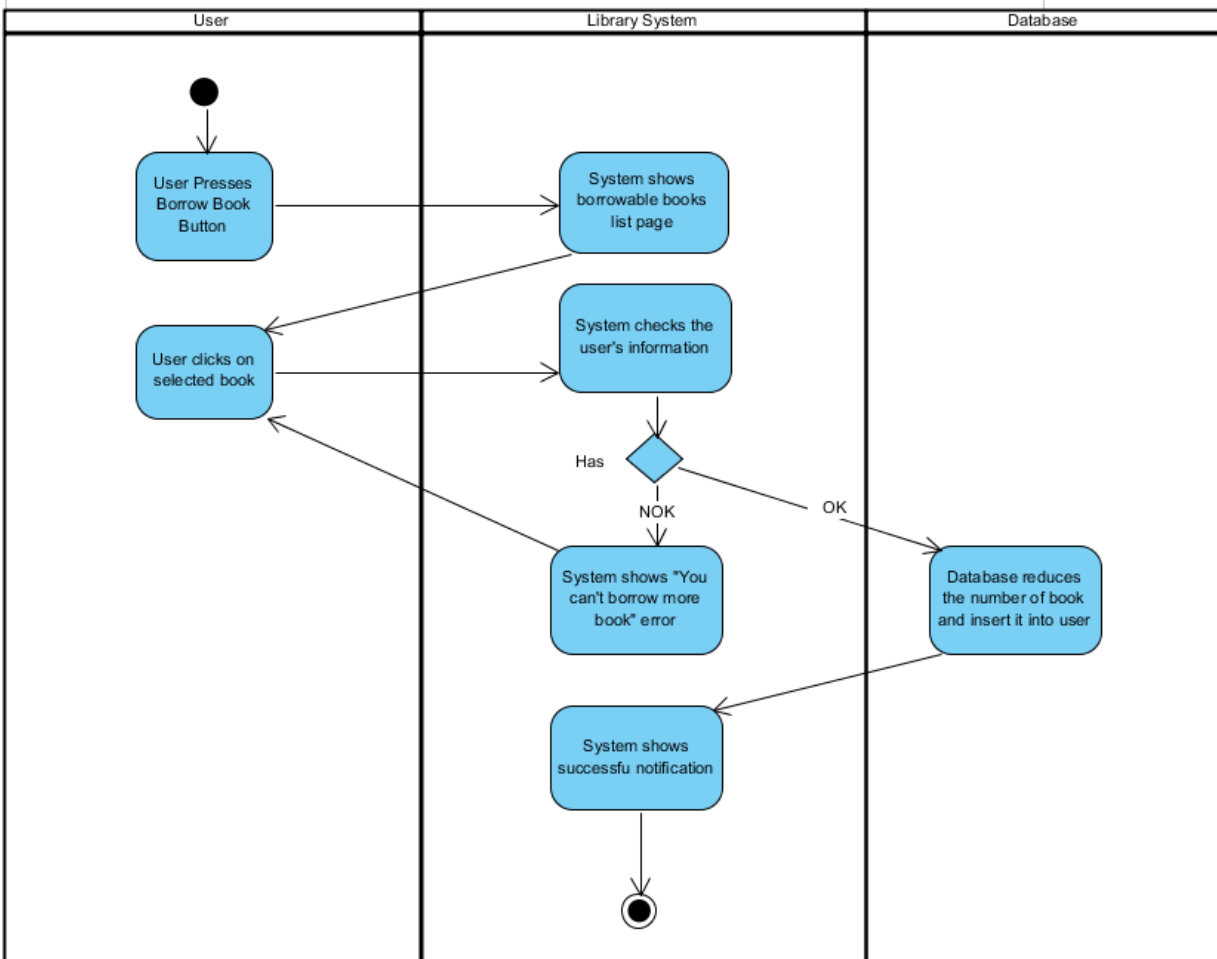 User
Library System
Database
User Presses
Borrow Book
Button
System shows
borrowable books
list page
User clicks on
selected book
System checks the
user's information
Has
NOK
OK
System shows "You
can't borrow more
book" error
Database reduces
the number of book
and insert it into user
System shows
successfu notification